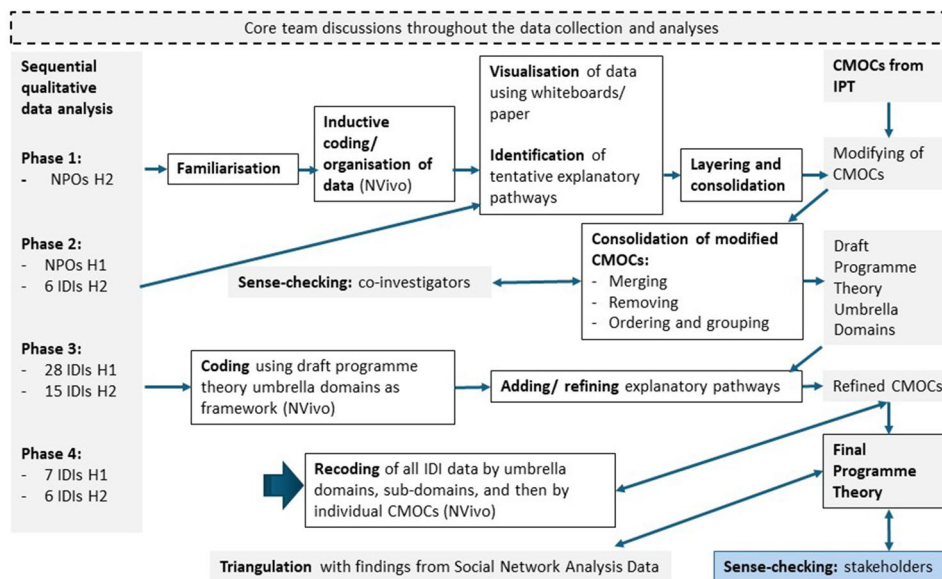 Core team discussions throughout the data collection and analyses
Sequential
qualitative
data analysis
Phase 1:
- NPOs H2
Phase 2:
- NPOs H1
- 6 IDIs H2
Phase 3:
- 28 IDIs H1
- 15 IDIs H2
Phase 4:
- 7 IDIs H1
- 6 IDIs H2
Familiarisation
Inductive
coding/
organisation of
data (NVivo)
Visualisation of data
using whiteboards/
paper
Identification of
tentative explanatory
pathways
Layering and
consolidation
CMOCs from
IPT
Modifying of
CMOCs
Sense-checking: co-investigators
Consolidation of modified
CMOCs:
- Merging
- Removing
- Ordering and grouping
Draft
Programme
Theory
Umbrella
Domains
Coding using draft programme
theory umbrella domains as
framework (NVivo)
Adding/ refining explanatory pathways
Refined CMOCs
Recoding of all IDI data by umbrella
domains, sub-domains, and then by
individual CMOCs (NVivo)
Final
Programme
Theory
Triangulation with findings from Social Network Analysis Data
Sense-checking: stakeholders